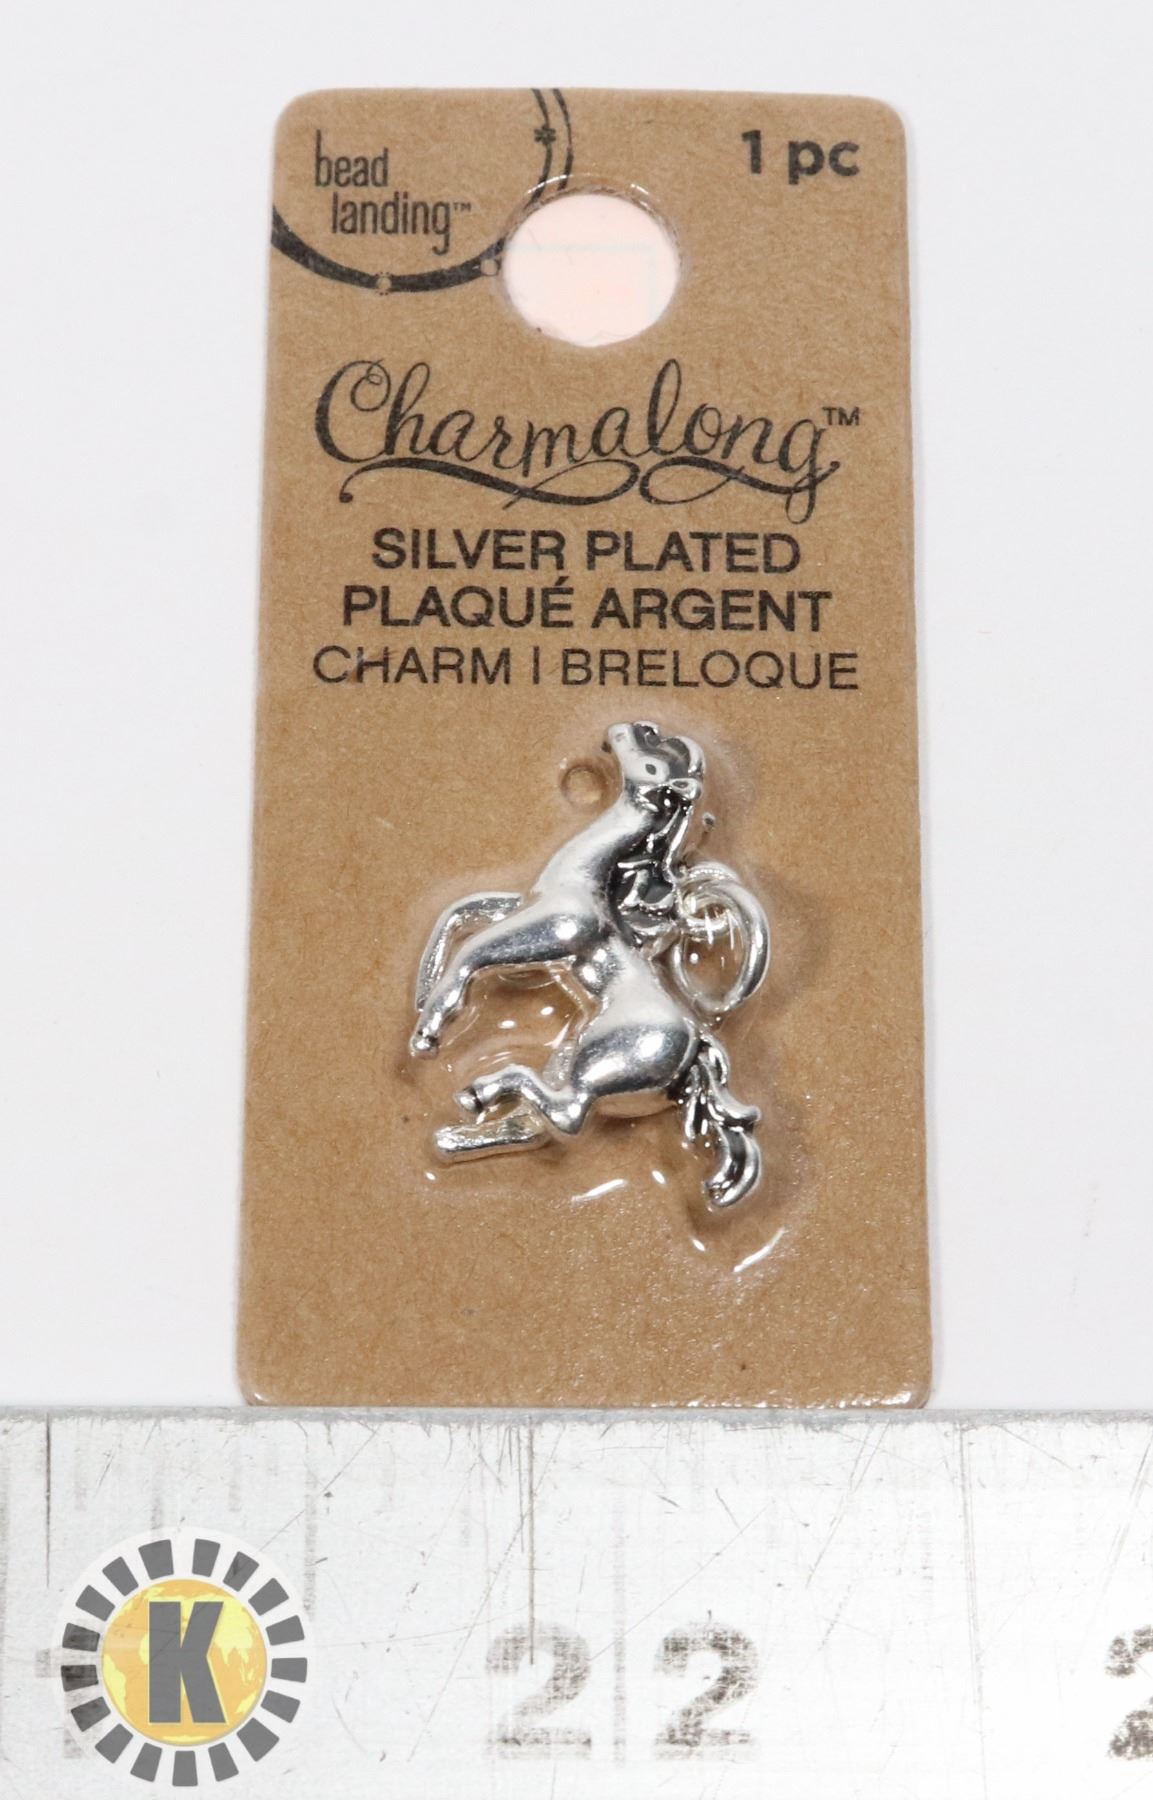 bead
landing™
1 pc
Charmalong™
SILVER PLATED
PLAQUÉ ARGENT
CHARM | BRELOQUE
22
K